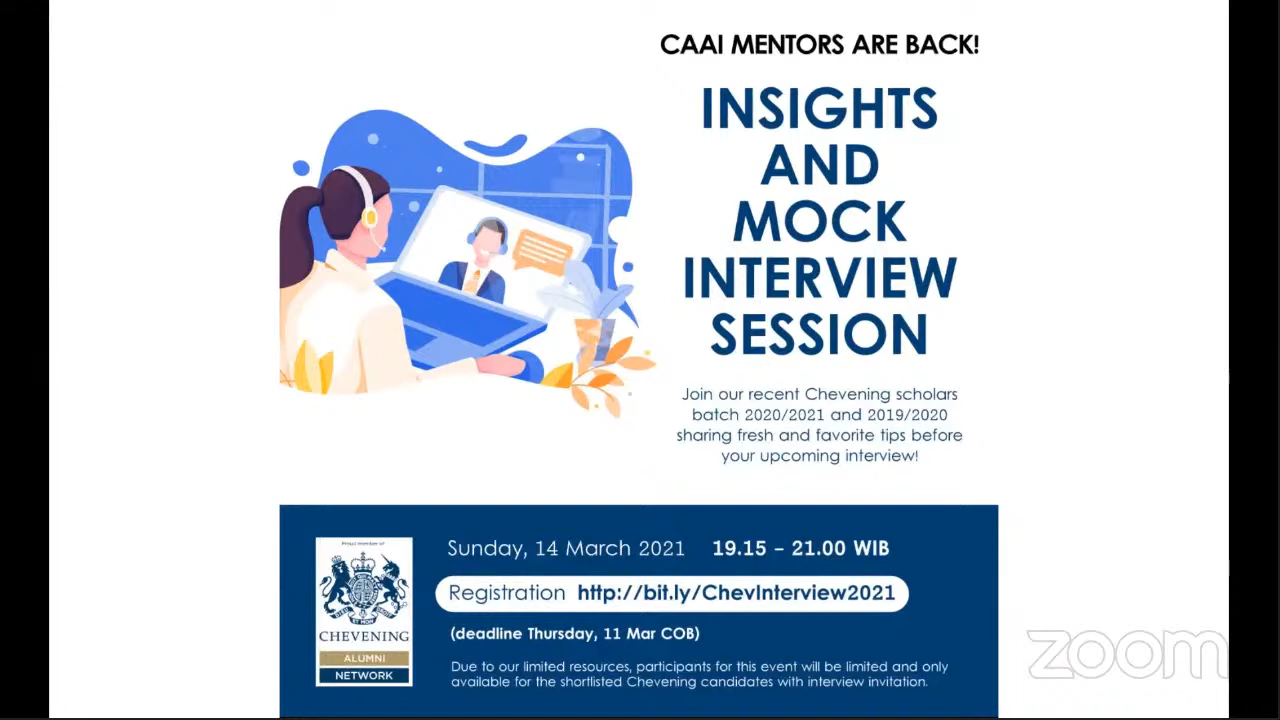 CAAI MENTORS ARE BACK!
INSIGHTS
AND
MOCK
INTERVIEW
SESSION
Join our recent Chevening scholars
batch 2020/2021 and 2019/2020
sharing fresh and favorite tips before
your upcoming interview!
Proud member of
CHEVENING
ALUMNI
NETWORK
Sunday, 14 March 2021 19.15 – 21.00 WIB
Registration http://bit.ly/ChevInterview2021
(deadline Thursday, 11 Mar COB)
Due to our limited resources, participants for this event will be limited and only
available for the shortlisted Chevening candidates with interview invitation.
zoom